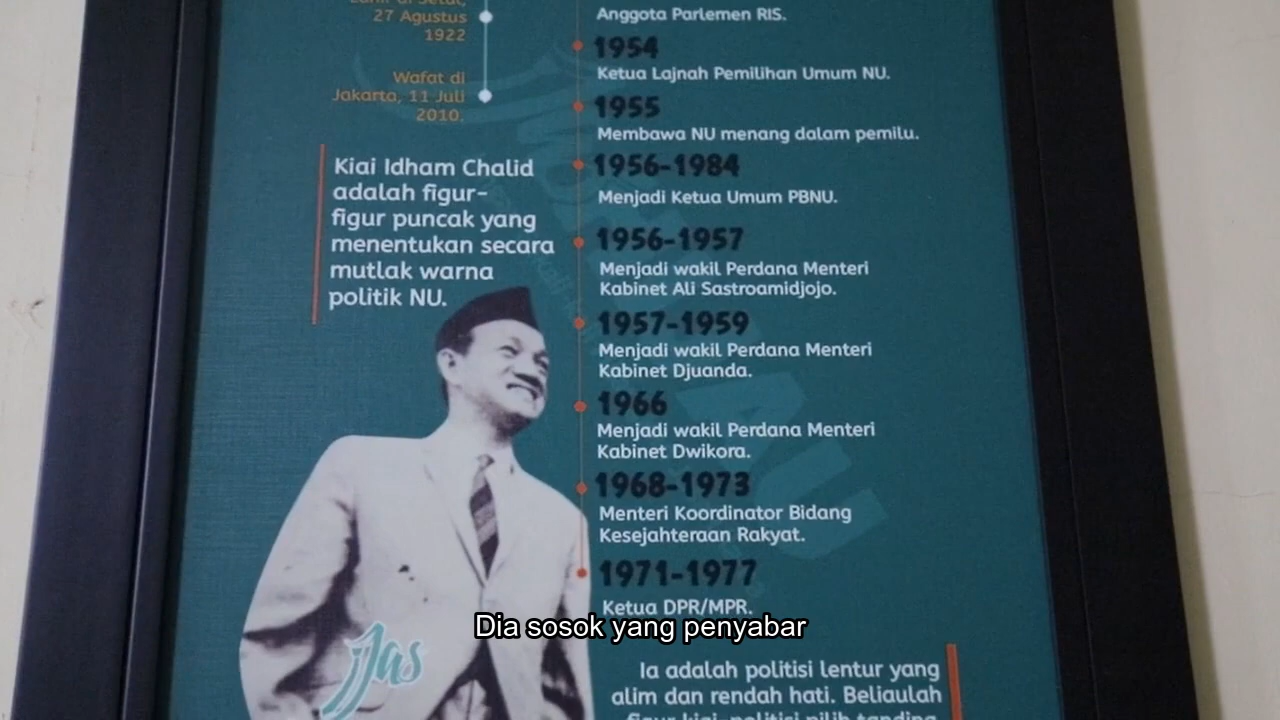 27 Agustus
1922
Wafat di
Jakarta, 11 Juli
2010.
Kiai Idham Chalid
adalah figur-
figur puncak yang
menentukan secara
mutlak warna
politik NU.
Anggota Parlemen RIS.
1954
Ketua Lajnah Pemilihan Umum NU.
1955
Membawa NU menang dalam pemilu.
1956-1984
Menjadi Ketua Umum PBNU.
1956-1957
Menjadi wakil Perdana Menteri
Kabinet Ali Sastroamidjojo.
1957-1959
Menjadi wakil Perdana Menteri
Kabinet Djuanda.
1966
Menjadi wakil Perdana Menteri
Kabinet Dwikora.
1968-1973
Menteri Koordinator Bidang
Kesejahteraan Rakyat.
1971-1977
Ketua DPR/MPR.
Dia sosok yang penyabar
Ia adalah politisi lentur yang
alim dan rendah hati. Beliaulah